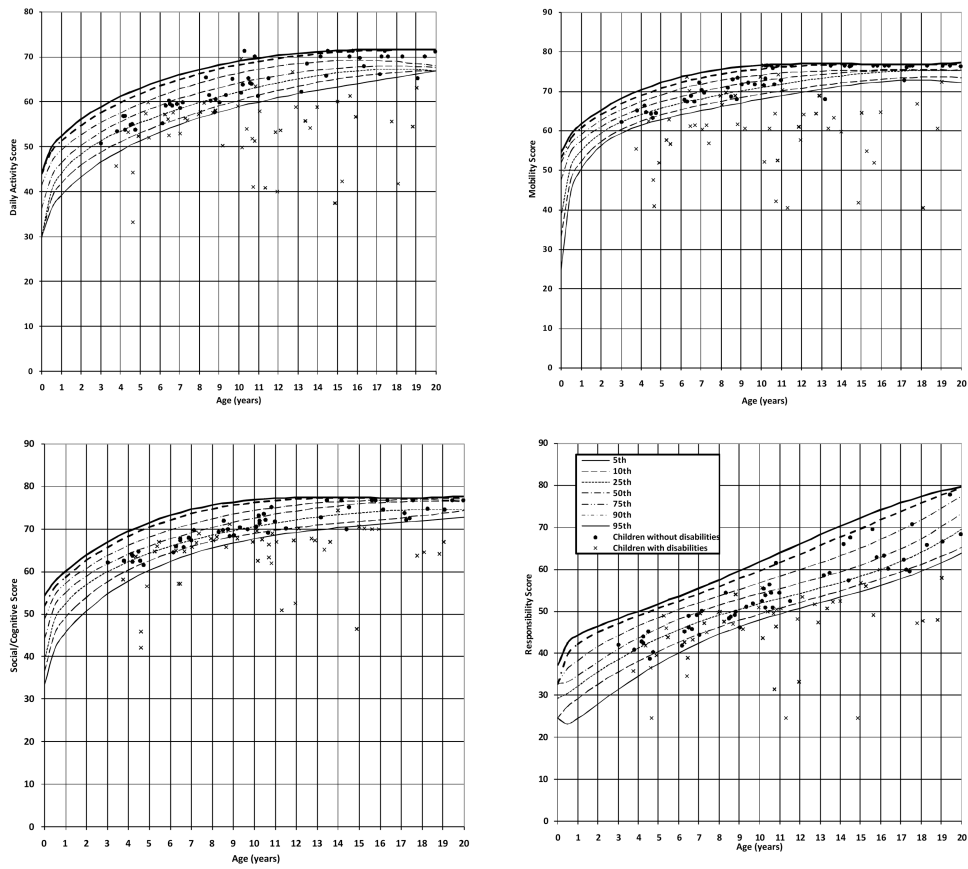 80
70
60
50
40
30
20
10
0
Daily Activity Score
0 1 2 3 4 5 6 7 8 9 10 11 12 13 14 15 16 17 18 19 20
Age (years)
90
80
70
60
50
40
30
20
10
0
Mobility Score
0 1 2 3 4 5 6 7 8 9 10 11 12 13 14 15 16 17 18 19 20
Age (years)
90
80
70
60
50
40
30
20
10
0
Social/Cognitive Score
0 1 2 3 4 5 6 7 8 9 10 11 12 13 14 15 16 17 18 19 20
Age (years)
90
80
70
60
50
40
30
20
10
0
Responsibility Score
5th
10th
25th
50th
75th
90th
95th
Children without disabilities
Children with disabilities
0 1 2 3 4 5 6 7 8 9 10 11 12 13 14 15 16 17 18 19 20
Age (years)